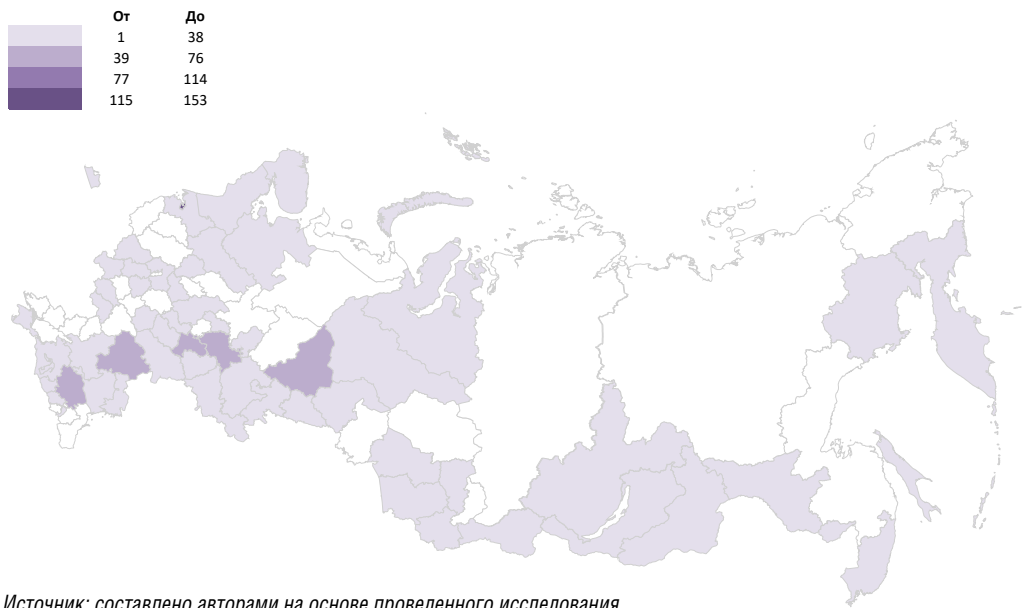 От До
1 38
39 76
77 114
115 153
Источник: составлено авторами на основе проведенного исследования